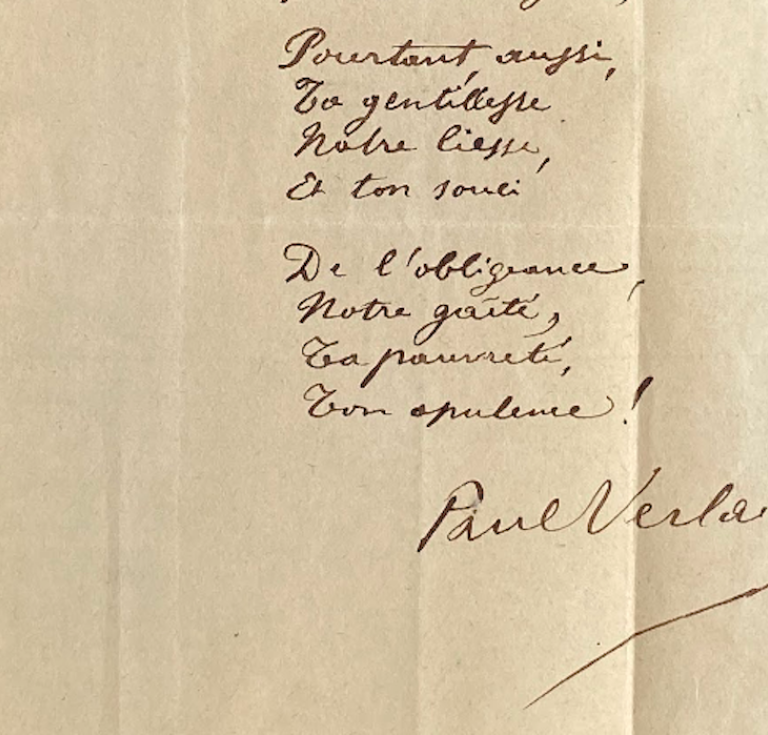 Pourtant, aussi,
Ta gentillesse
Notre liesse,
Et ton souci
De l'obligeance,
Notre gaîté,
Ta pauvreté,
Ton opulence !
Paul Verla